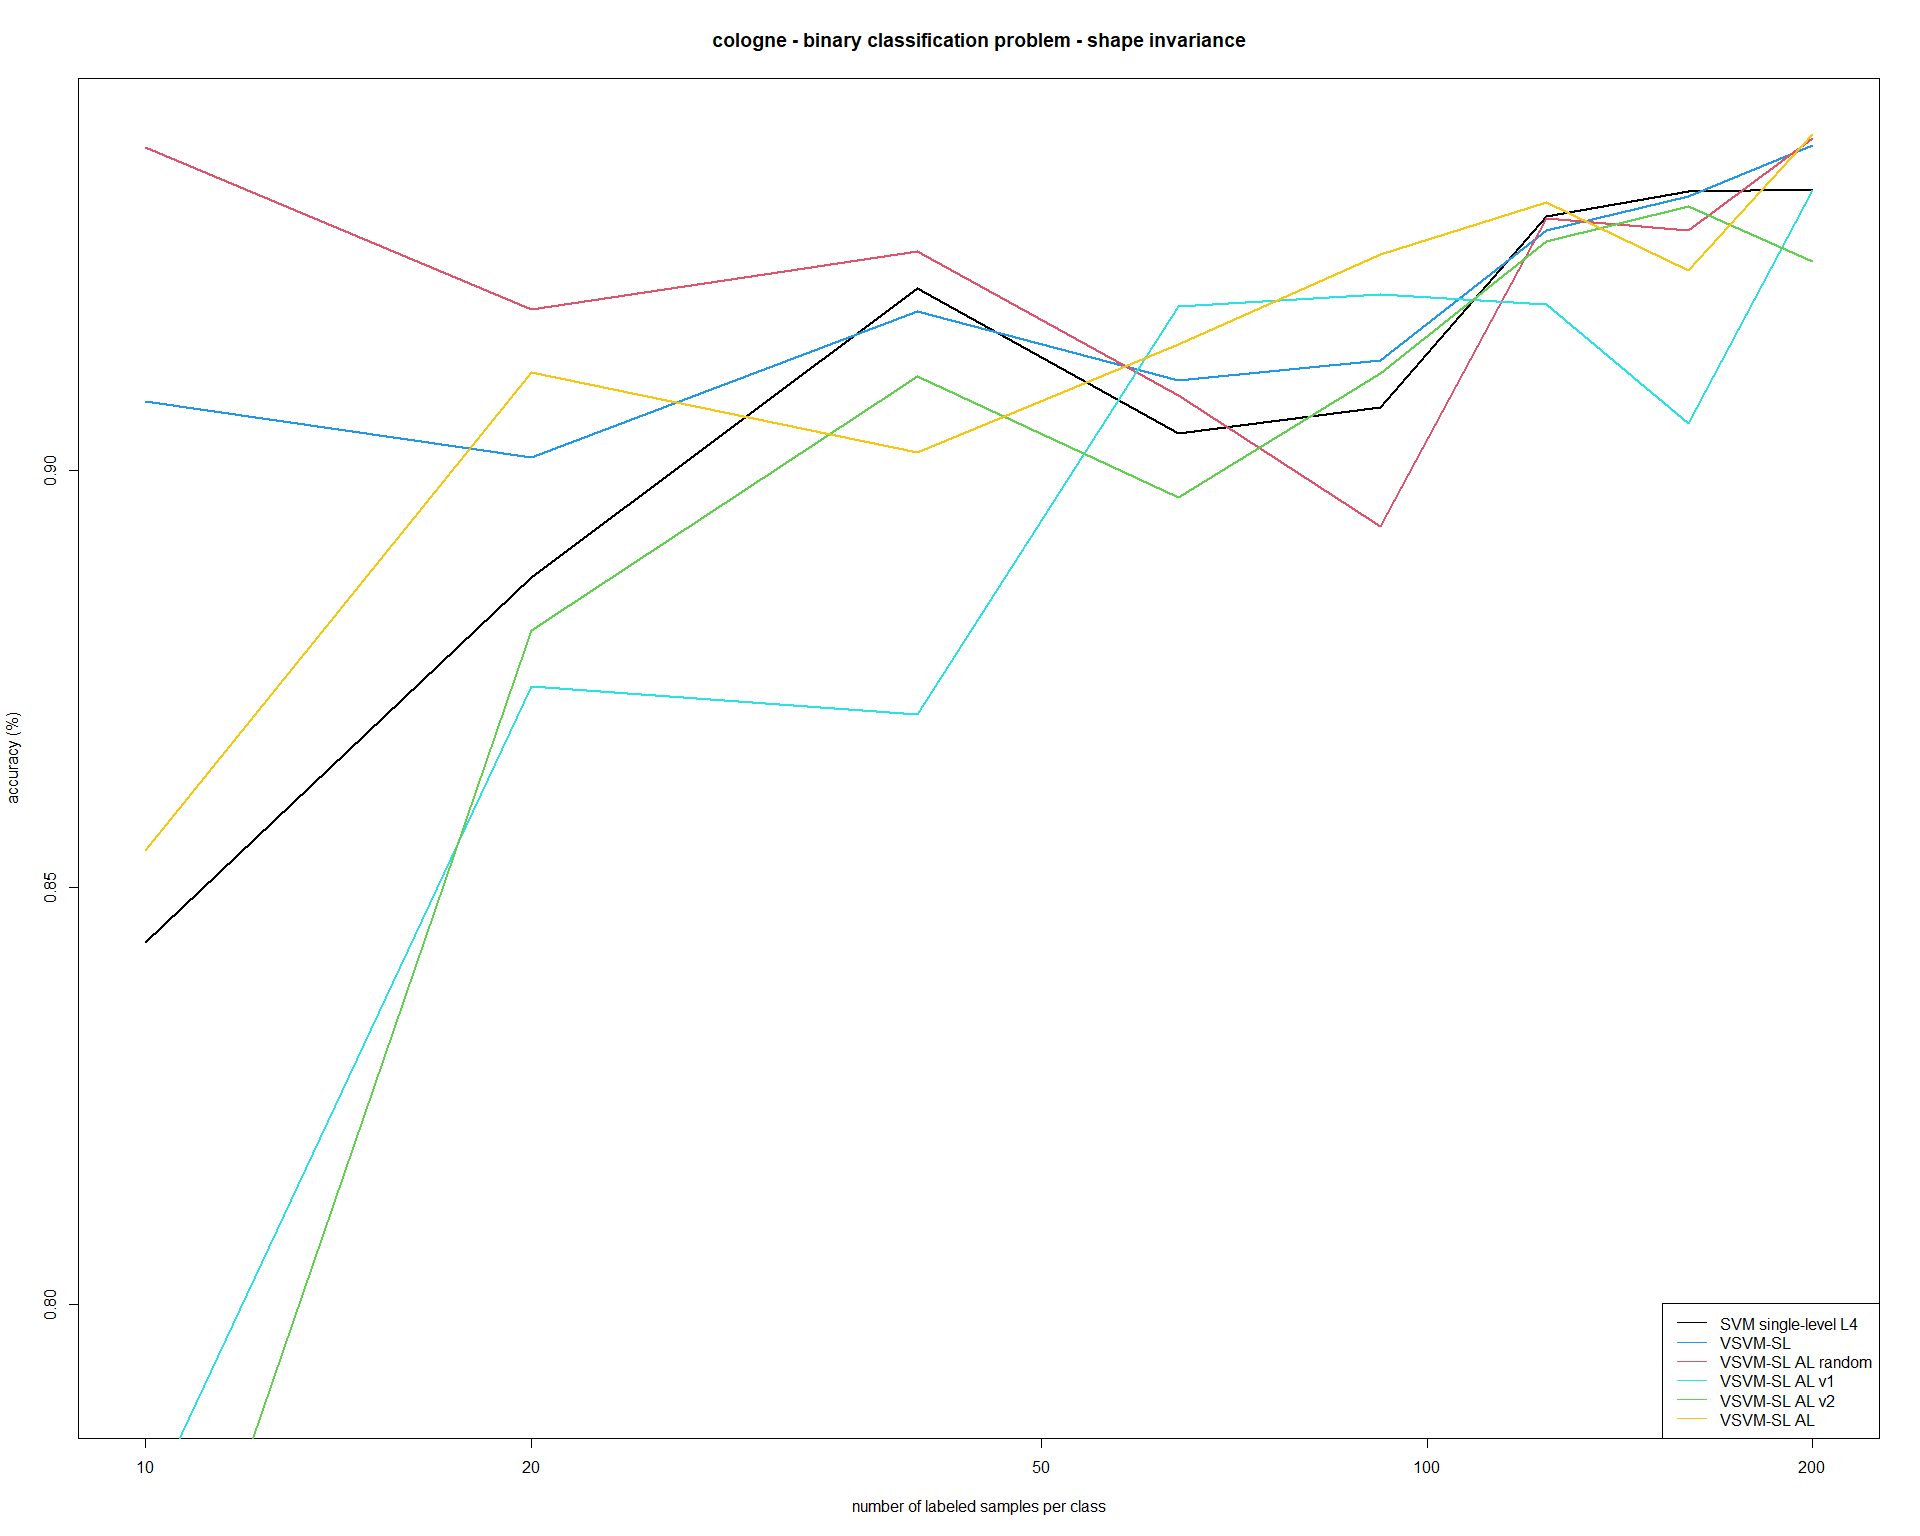 cologne - binary classification problem - shape invariance
accuracy (%)
0.90
0.85
0.80
10 20 50 100 200
number of labeled samples per class
SVM single-level L4
VSVM-SL
VSVM-SL AL random
VSVM-SL AL v1
VSVM-SL AL v2
VSVM-SL AL